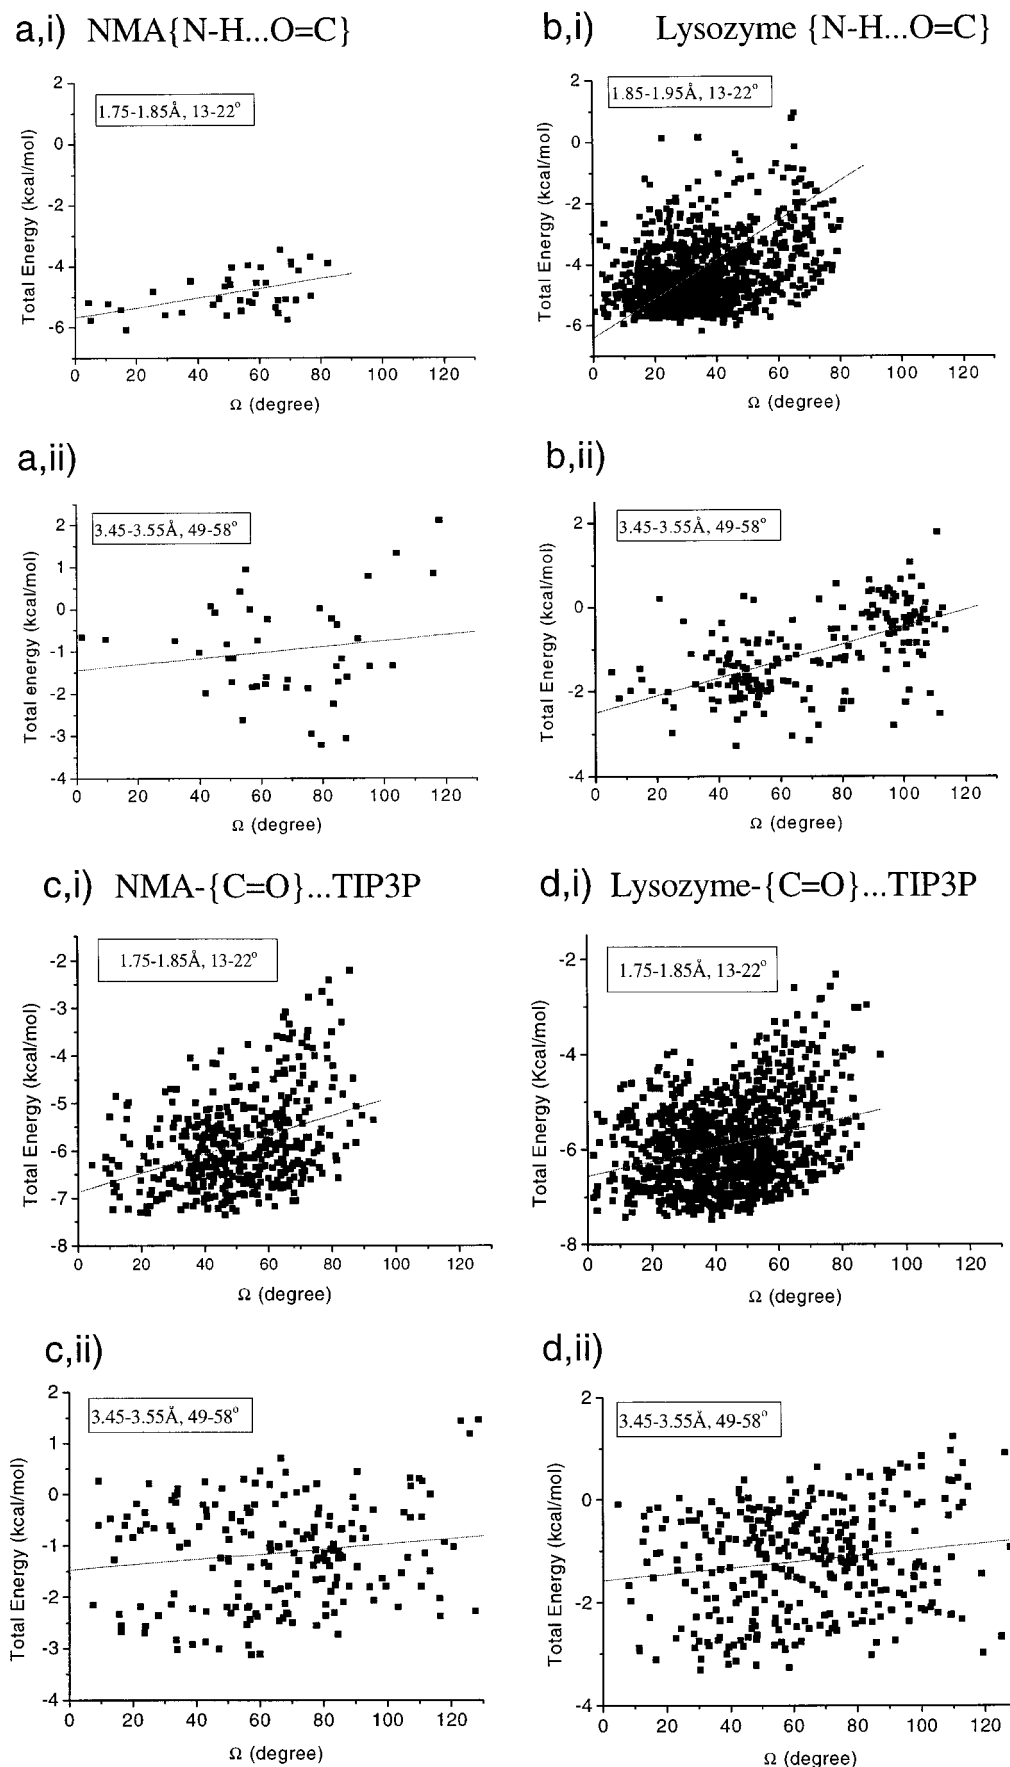 a,i) NMA{N-H...O=C}
1.75-1.85Å, 13-22°
Total Energy (kcal/mol)
2
0
-2
-4
-6
0 20 40 60 80 100 120
Ω (degree)
b,i) Lysozyme {N-H...O=C}
1.85-1.95Å, 13-22°
Total Energy (kcal/mol)
2
0
-2
-4
-6
0 20 40 60 80 100 120
Ω (degree)
a,ii)
3.45-3.55Å, 49-58°
Total energy (kcal/mol)
2
1
0
-1
-2
-3
-4
0 20 40 60 80 100 120
Ω (degree)
b,ii)
3.45-3.55Å, 49-58°
Total Energy (kcal/mol)
2
0
-2
-4
0 20 40 60 80 100 120
Ω (degree)
c,i) NMA-{C=O}...TIP3P
1.75-1.85Å, 13-22°
Total Energy (kcal/mol)
-2
-3
-4
-5
-6
-7
-8
0 20 40 60 80 100 120
Ω (degree)
d,i) Lysozyme-{C=O}...TIP3P
1.75-1.85Å, 13-22°
Total Energy (Kcal/mol)
-2
-4
-6
-8
0 20 40 60 80 100 120
Ω (degree)
c,ii)
3.45-3.55Å, 49-58°
Total Energy (kcal/mol)
2
1
0
-1
-2
-3
-4
0 20 40 60 80 100 120
Ω (degree)
d,ii)
3.45-3.55Å, 49-58°
Total Energy (kcal/mol)
2
0
-2
-4
0 20 40 60 80 100 120
Ω (degree)